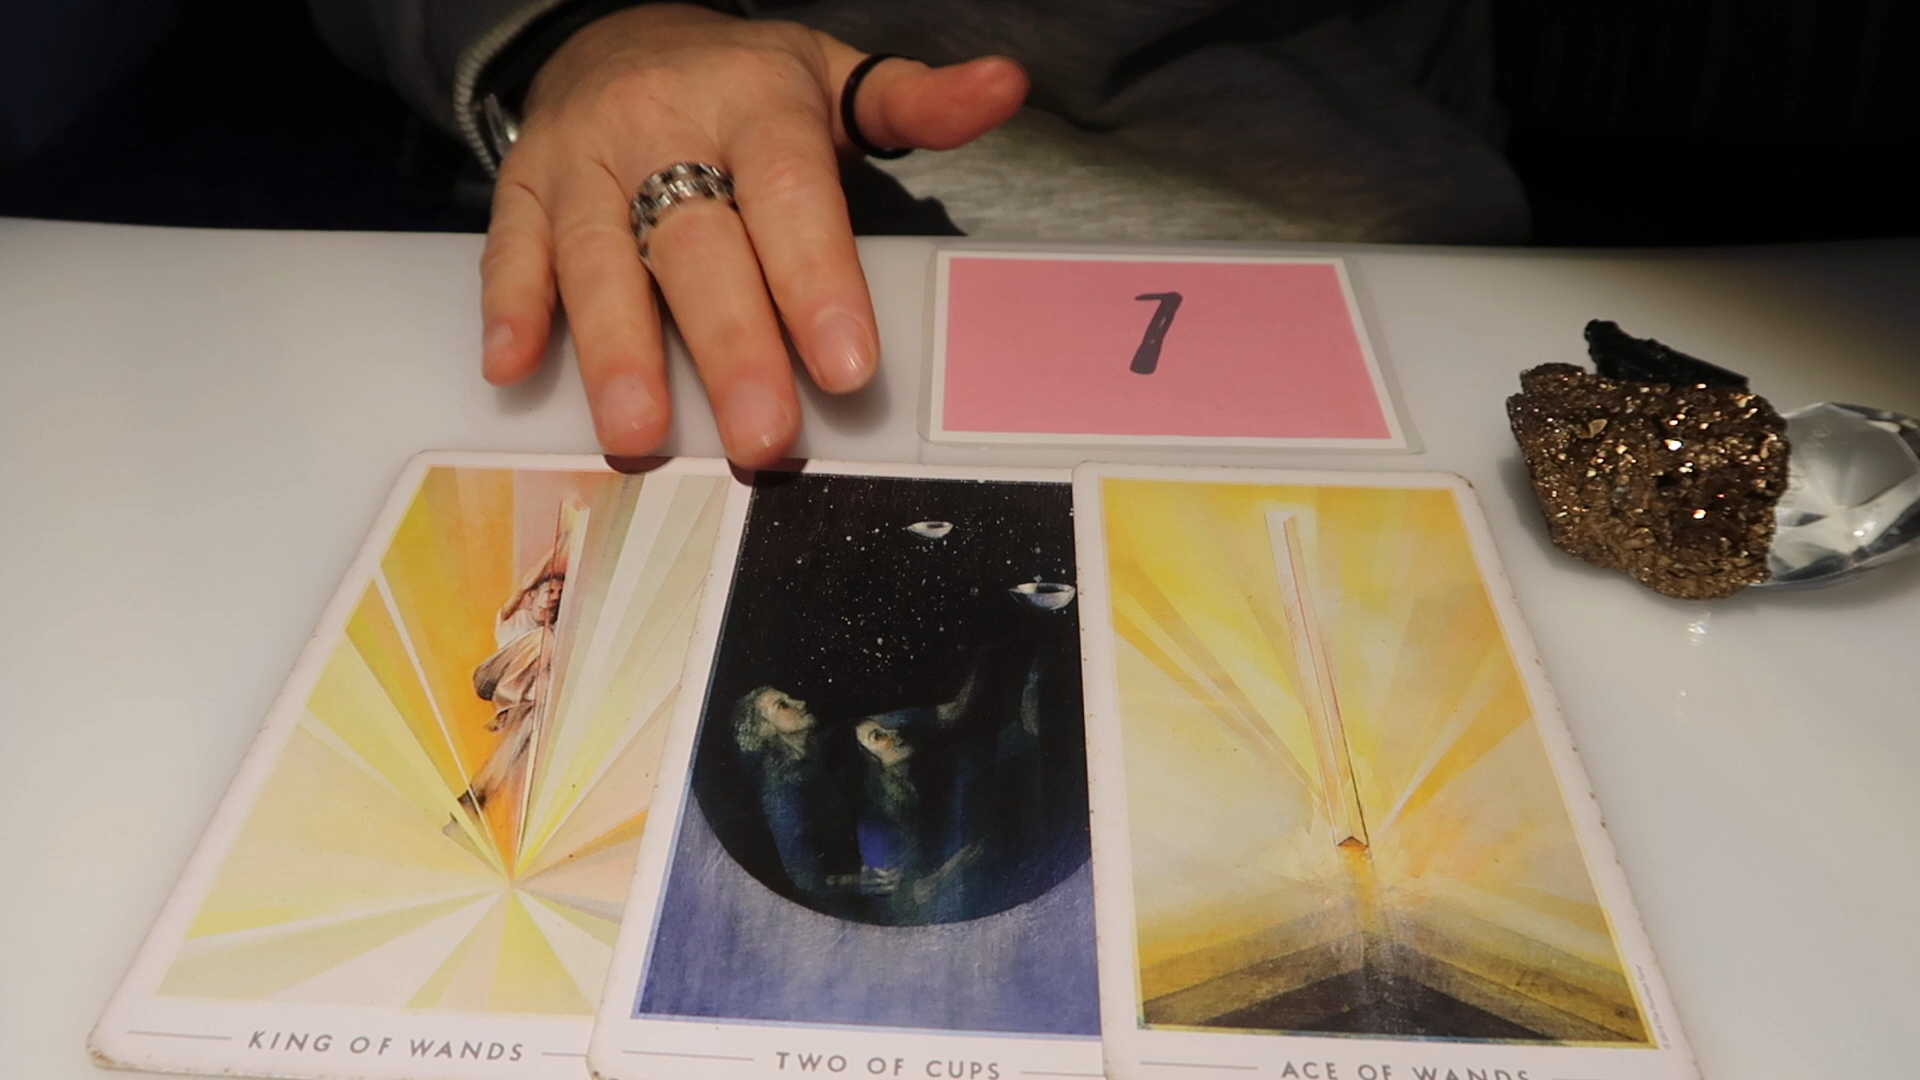 1
KING OF WANDS
TWO OF CUPS
ACE OF WANDS